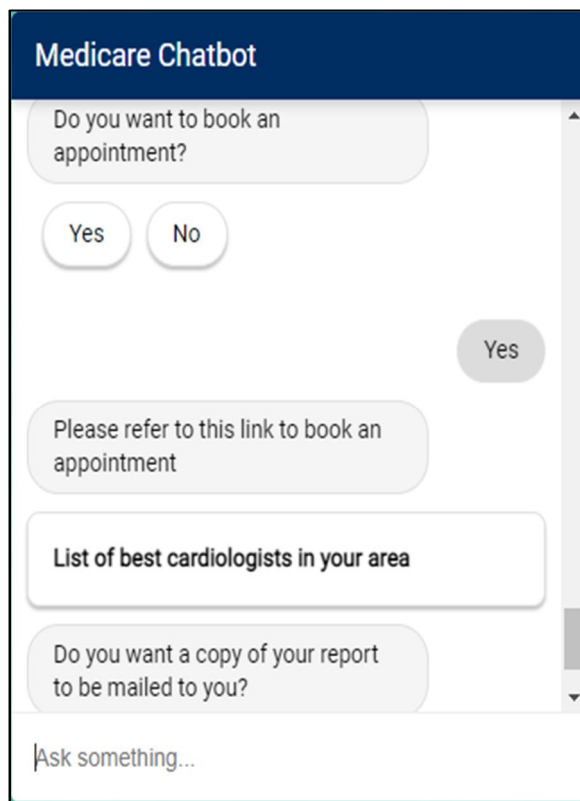 Medicare Chatbot
Do you want to book an
appointment?
Yes No
Yes
Please refer to this link to book an
appointment
List of best cardiologists in your area
Do you want a copy of your report
to be mailed to you?
Ask something...